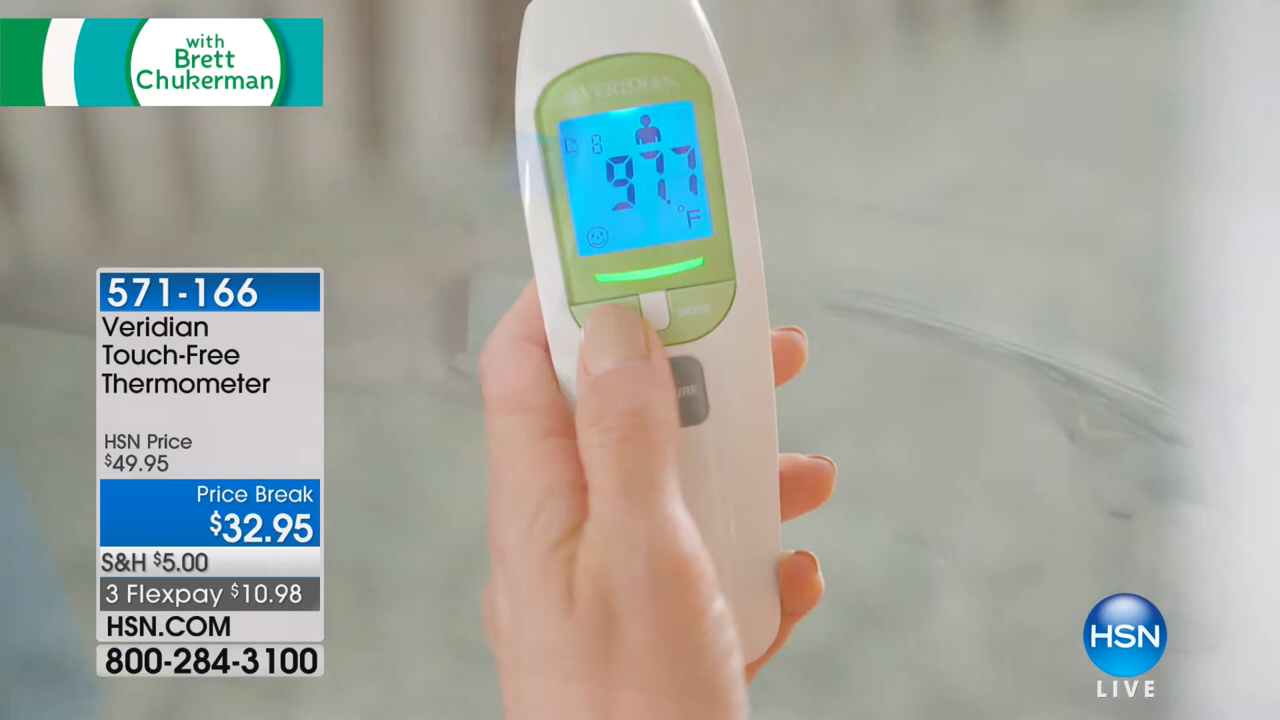 with
Brett
Chukerman
VERIDIAN
8
97.7
°F
MODE
571-166
Veridian
Touch-Free
Thermometer
HSN Price
$49.95
Price Break
$32.95
S&H $5.00
3 Flexpay $10.98
HSN.COM
800-284-3100
HSN
LIVE